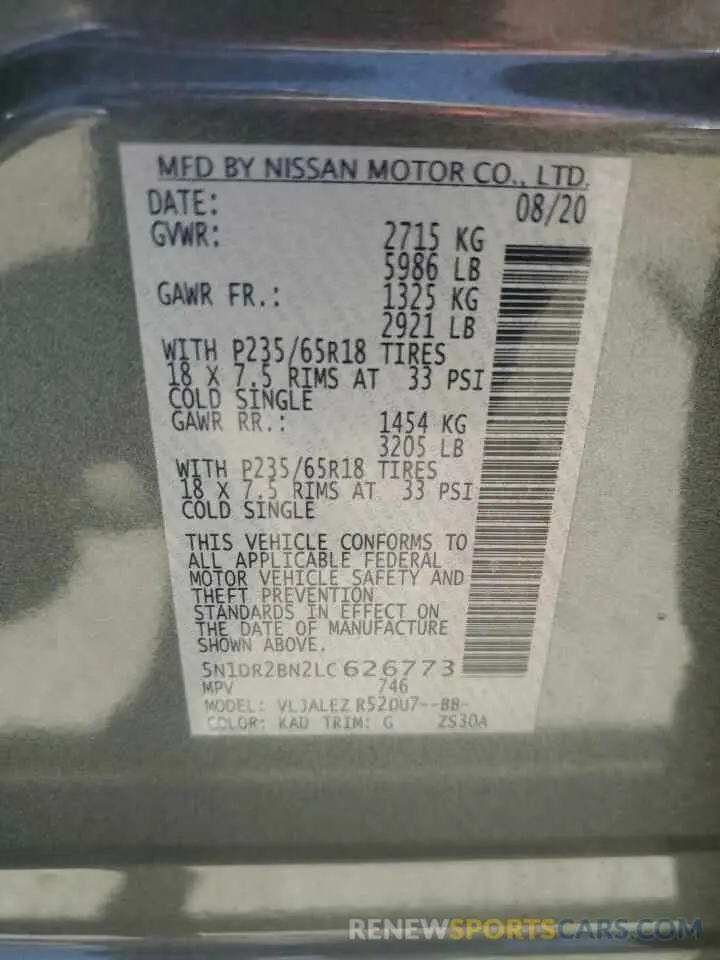 MFD BY NISSAN MOTOR CO., LTD.
DATE: 08/20
GVWR: 2715 KG
5986 LB
GAWR FR.: 1325 KG
2921 LB
WITH P235/65R18 TIRES
18 X 7.5 RIMS AT 33 PSI
COLD SINGLE
GAWR RR.: 1454 KG
3205 LB
WITH P235/65R18 TIRES
18 X 7.5 RIMS AT 33 PSI
COLD SINGLE
THIS VEHICLE CONFORMS TO
ALL APPLICABLE FEDERAL
MOTOR VEHICLE SAFETY AND
THEFT PREVENTION
STANDARDS IN EFFECT ON
THE DATE OF MANUFACTURE
SHOWN ABOVE.
5N1DR2BN2LC626773
MPV 746
MODEL: VLJALEZ R52DU7--BB-
COLOR: KAD TRIM: G ZS30A
RENEWSPORTSCARS.COM